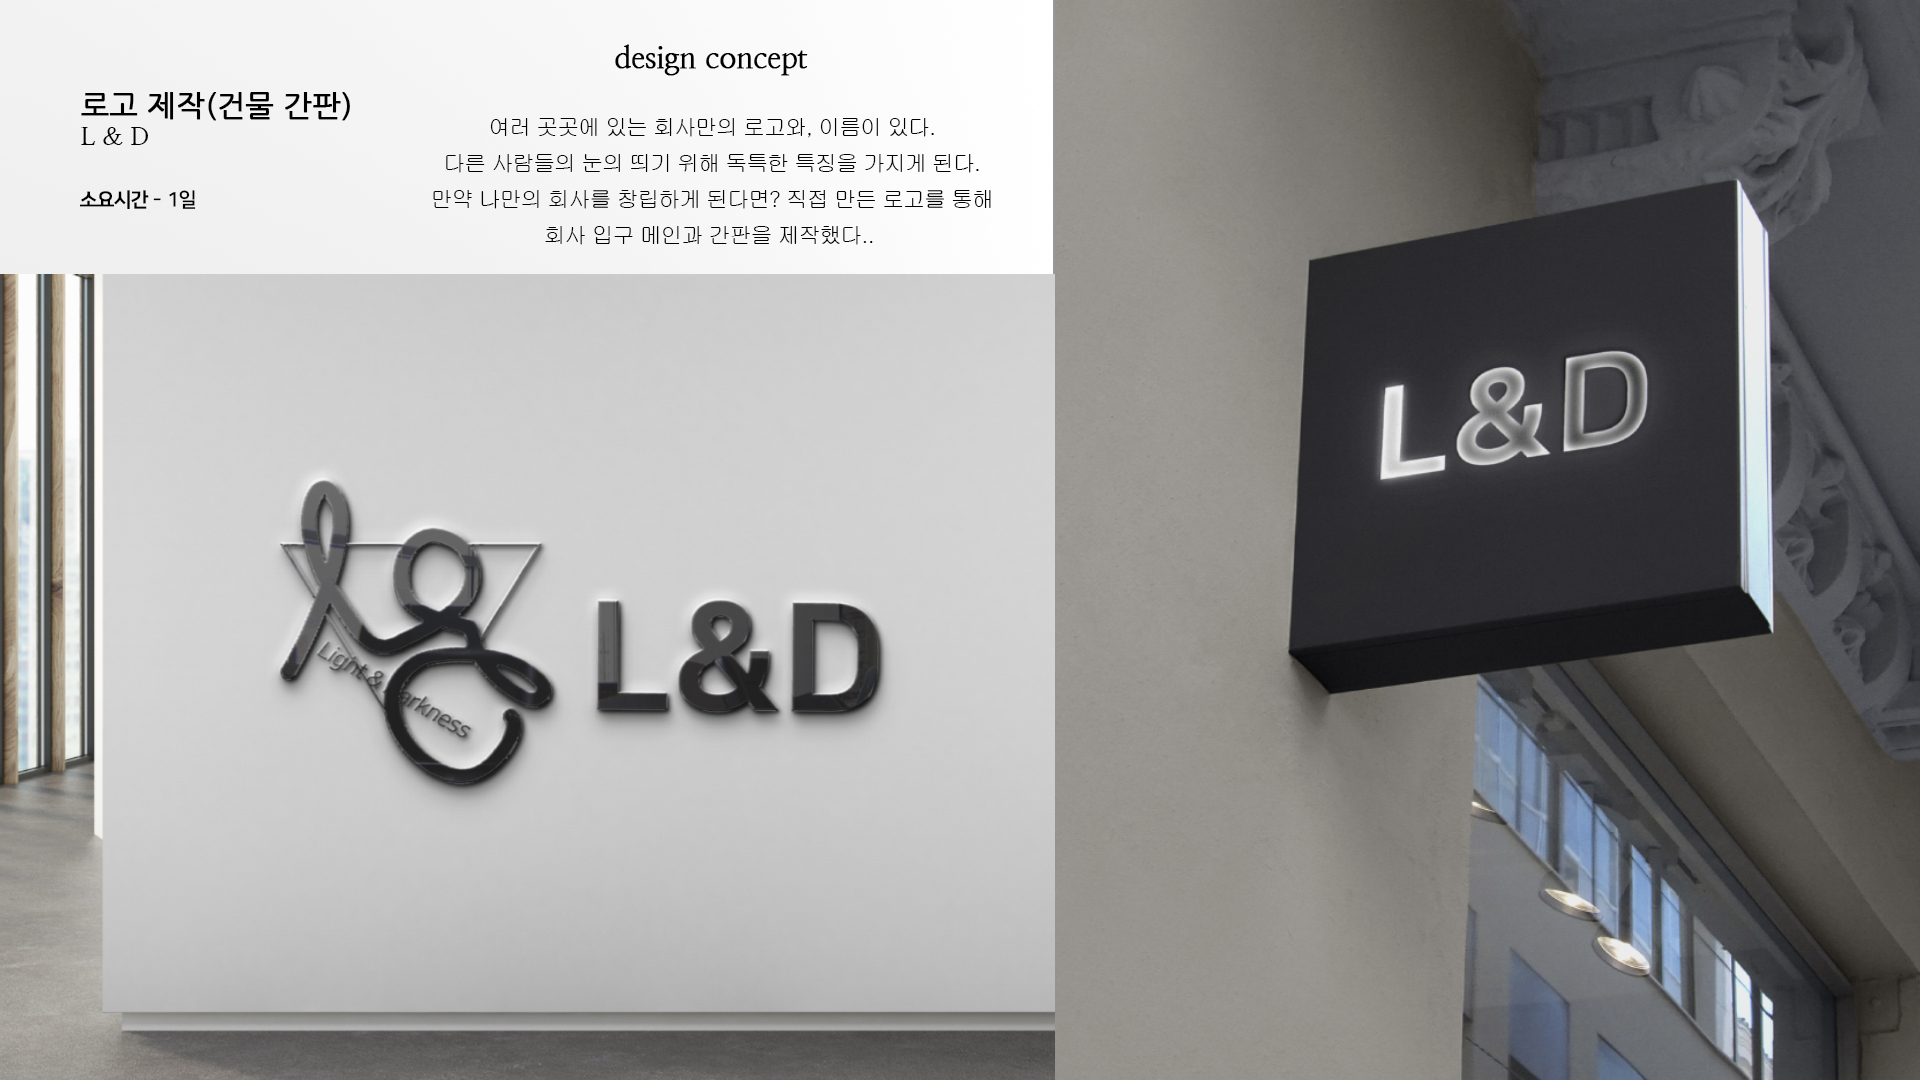 로고 제작(건물 간판)
L & D
소요시간 - 1일
design concept
여러 곳곳에 있는 회사만의 로고와, 이름이 있다.
다른 사람들의 눈의 띄기 위해 독특한 특징을 가지게 된다.
만약 나만의 회사를 창립하게 된다면? 직접 만든 로고를 통해
회사 입구 메인과 간판을 제작했다..
Light & Darkness
L&D
L&D